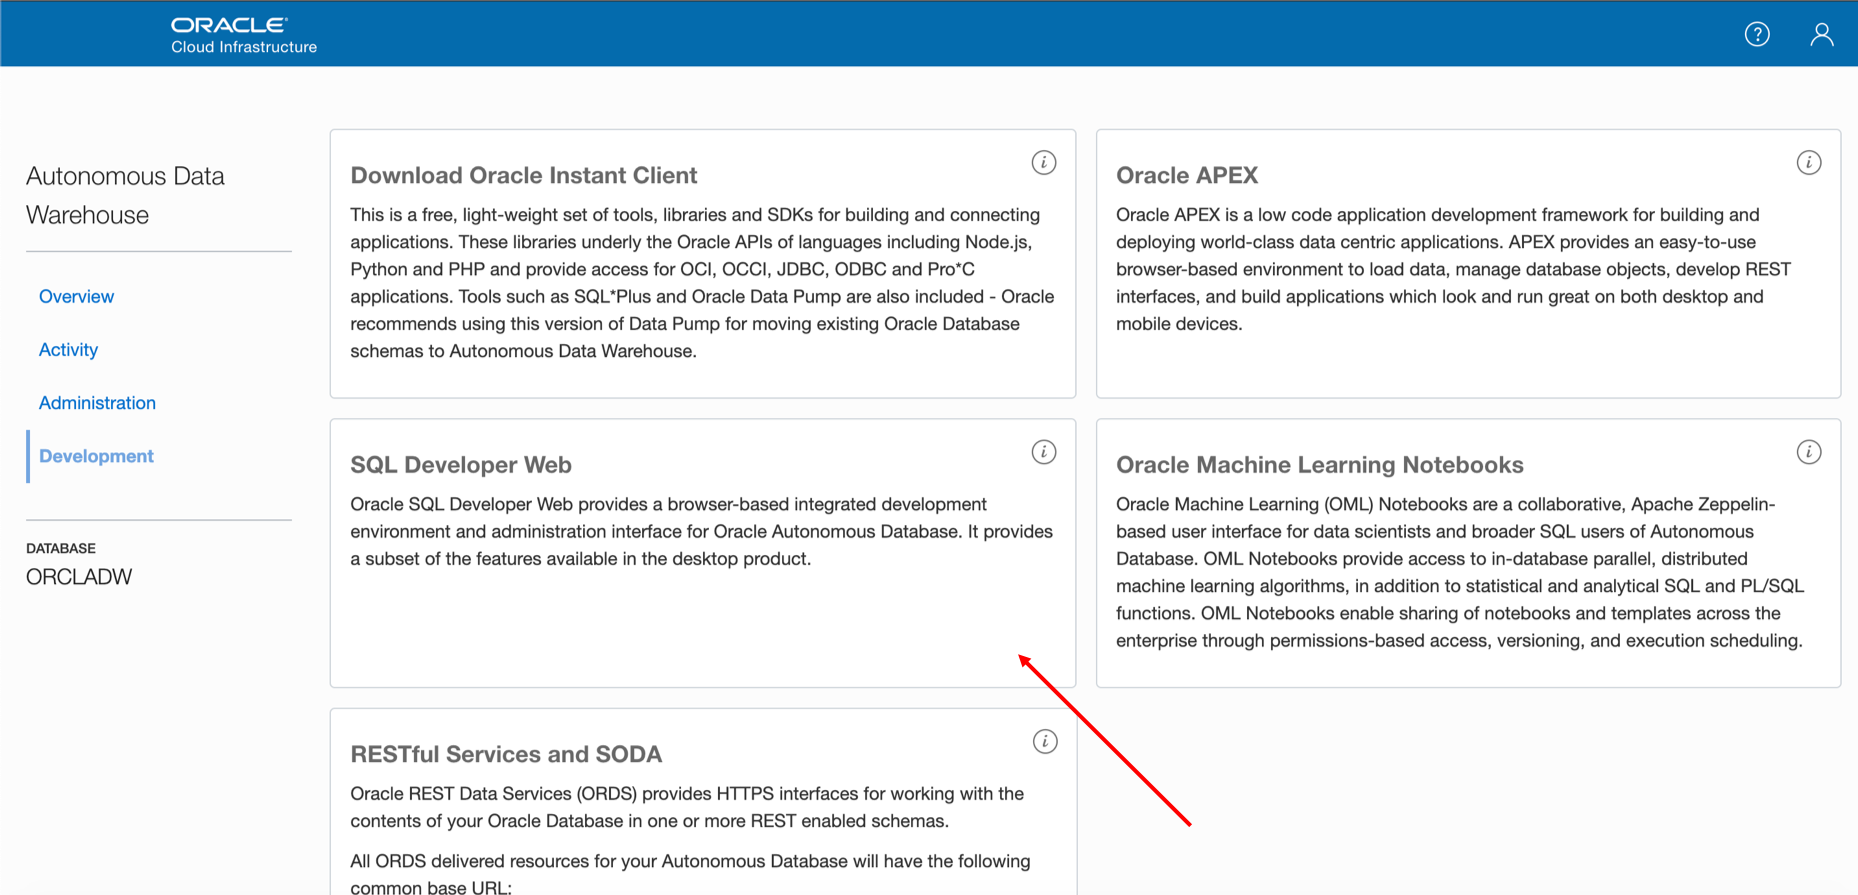 ORACLE
Cloud Infrastructure
Autonomous Data
Warehouse
Overview
Activity
Administration
Development
DATABASE
ORCLADW
Download Oracle Instant Client
This is a free, light-weight set of tools, libraries and SDKs for building and connecting
applications. These libraries underly the Oracle APIs of languages including Node.js,
Python and PHP and provide access for OCI, OCCI, JDBC, ODBC and Pro*C
applications. Tools such as SQL*Plus and Oracle Data Pump are also included - Oracle
recommends using this version of Data Pump for moving existing Oracle Database
schemas to Autonomous Data Warehouse.
Oracle APEX
Oracle APEX is a low code application development framework for building and
deploying world-class data centric applications. APEX provides an easy-to-use
browser-based environment to load data, manage database objects, develop REST
interfaces, and build applications which look and run great on both desktop and
mobile devices.
SQL Developer Web
Oracle SQL Developer Web provides a browser-based integrated development
environment and administration interface for Oracle Autonomous Database. It provides
a subset of the features available in the desktop product.
Oracle Machine Learning Notebooks
Oracle Machine Learning (OML) Notebooks are a collaborative, Apache Zeppelin-
based user interface for data scientists and broader SQL users of Autonomous
Database. OML Notebooks provide access to in-database parallel, distributed
machine learning algorithms, in addition to statistical and analytical SQL and PL/SQL
functions. OML Notebooks enable sharing of notebooks and templates across the
enterprise through permissions-based access, versioning, and execution scheduling.
RESTful Services and SODA
Oracle REST Data Services (ORDS) provides HTTPS interfaces for working with the
contents of your Oracle Database in one or more REST enabled schemas.
All ORDS delivered resources for your Autonomous Database will have the following
common base URL: